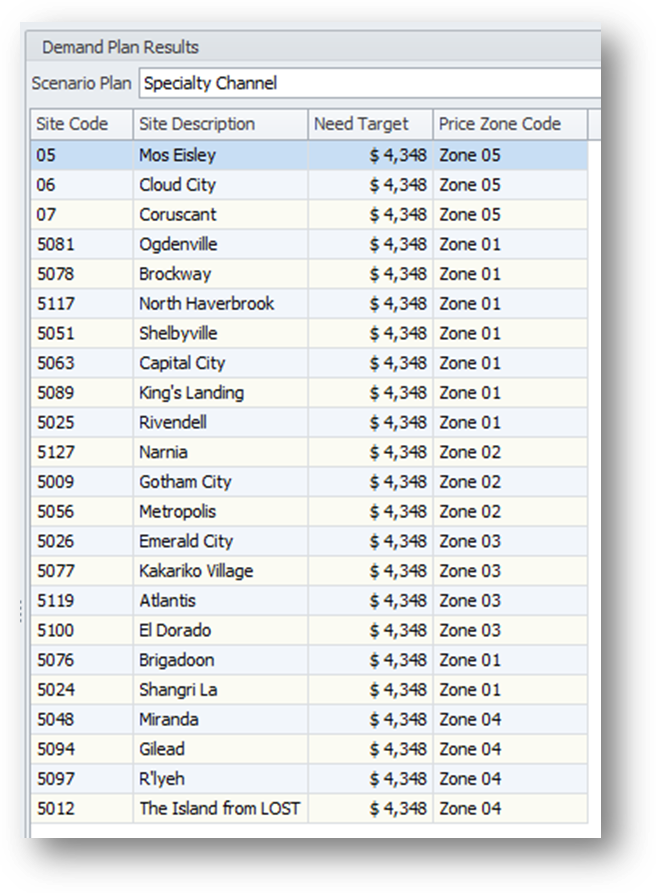 Demand Plan Results
Scenario Plan Specialty Channel
Site Code Site Description Need Target Price Zone Code
05 Mos Eisley $ 4,348 Zone 05
06 Cloud City $ 4,348 Zone 05
07 Coruscant $ 4,348 Zone 05
5081 Ogdenville $ 4,348 Zone 01
5078 Brockway $ 4,348 Zone 01
5117 North Haverbrook $ 4,348 Zone 01
5051 Shelbyville $ 4,348 Zone 01
5063 Capital City $ 4,348 Zone 01
5089 King's Landing $ 4,348 Zone 01
5025 Rivendell $ 4,348 Zone 01
5127 Narnia $ 4,348 Zone 02
5009 Gotham City $ 4,348 Zone 02
5056 Metropolis $ 4,348 Zone 02
5026 Emerald City $ 4,348 Zone 03
5077 Kakariko Village $ 4,348 Zone 03
5119 Atlantis $ 4,348 Zone 03
5100 El Dorado $ 4,348 Zone 03
5076 Brigadoon $ 4,348 Zone 01
5024 Shangri La $ 4,348 Zone 01
5048 Miranda $ 4,348 Zone 04
5094 Gilead $ 4,348 Zone 04
5097 R'lyeh $ 4,348 Zone 04
5012 The Island from LOST $ 4,348 Zone 04